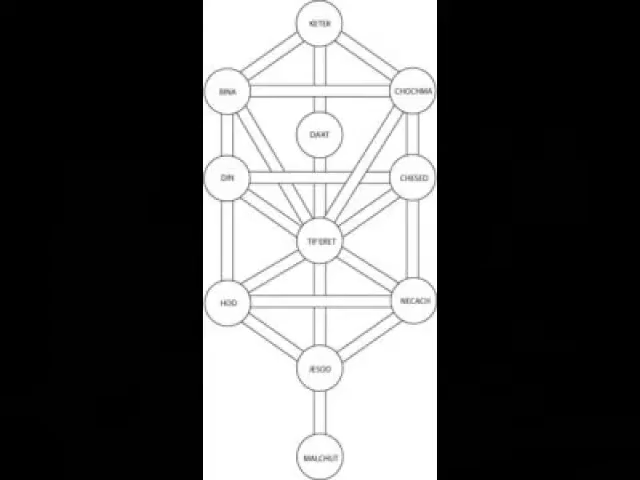 KETER
BINA
CHOCHMA
DAAT
DIN
CHESED
TIF'ERET
HOD
NECACH
JESOD
MALCHUT